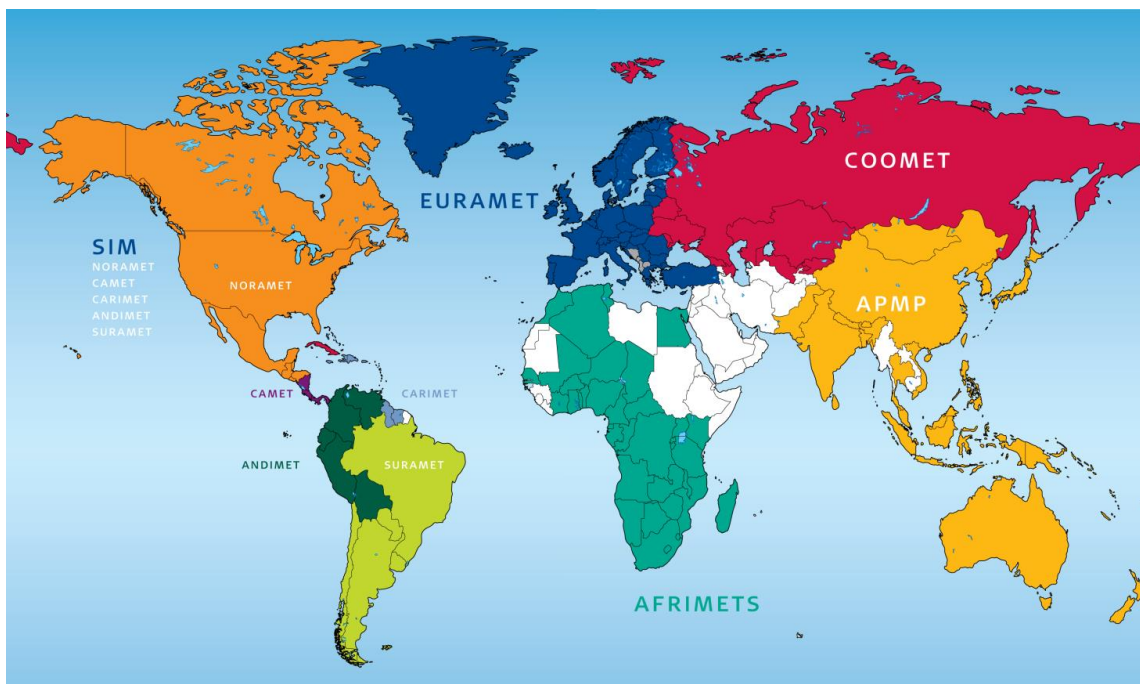 COOMET
EURAMET
SIM
NORAMET
CAMET
CARIMET
ANDIMET
SURAMET
NORAMET
APMP
CAMET
CARIMET
ANDIMET
SURAMET
AFRIMETS